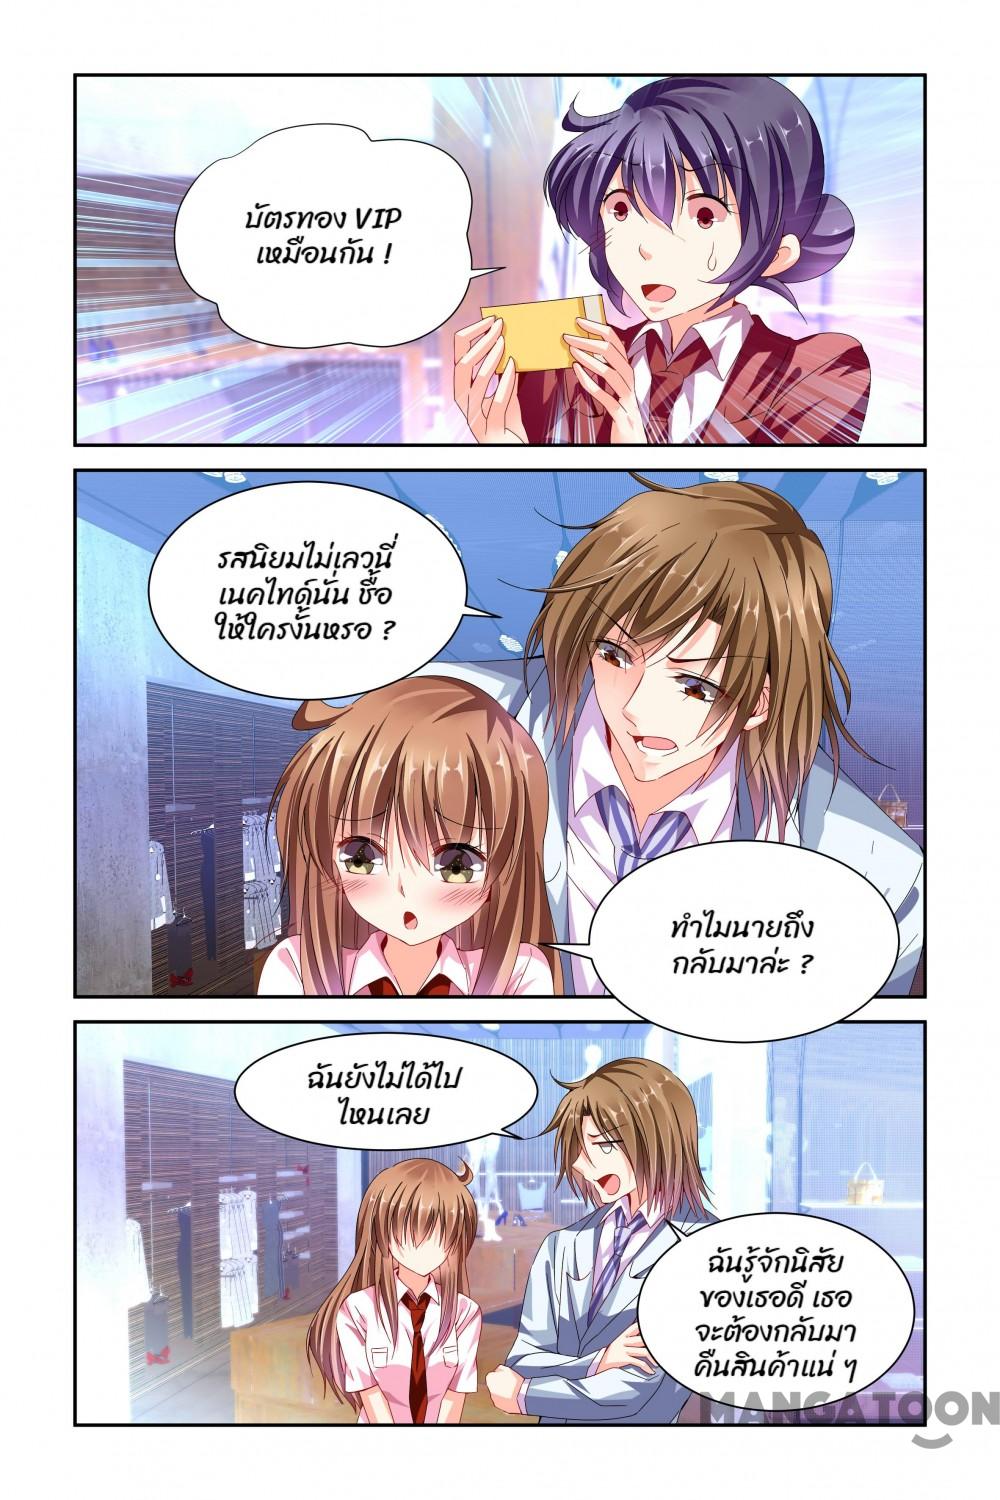 บัตรทอง VIP
เหมือนกัน !
รสนิยมไม่เลวนี่
เนคไทด์นั่น ซื้อ
ให้ใครงั้นหรอ ?
ทำไมนายถึง
กลับมาล่ะ ?
ฉันยังไม่ได้ไป
ไหนเลย
ฉันรู้จักนิสัย
ของเธอดี เธอ
จะต้องกลับมา
คืนสินค้าแน่ ๆ
MANGATOON